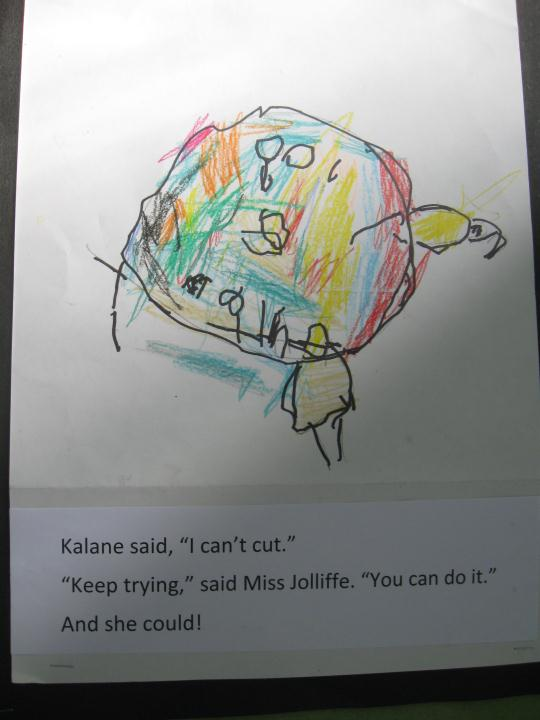 Kalane said, “I can’t cut.”
“Keep trying,” said Miss Jolliffe. “You can do it.”
And she could!